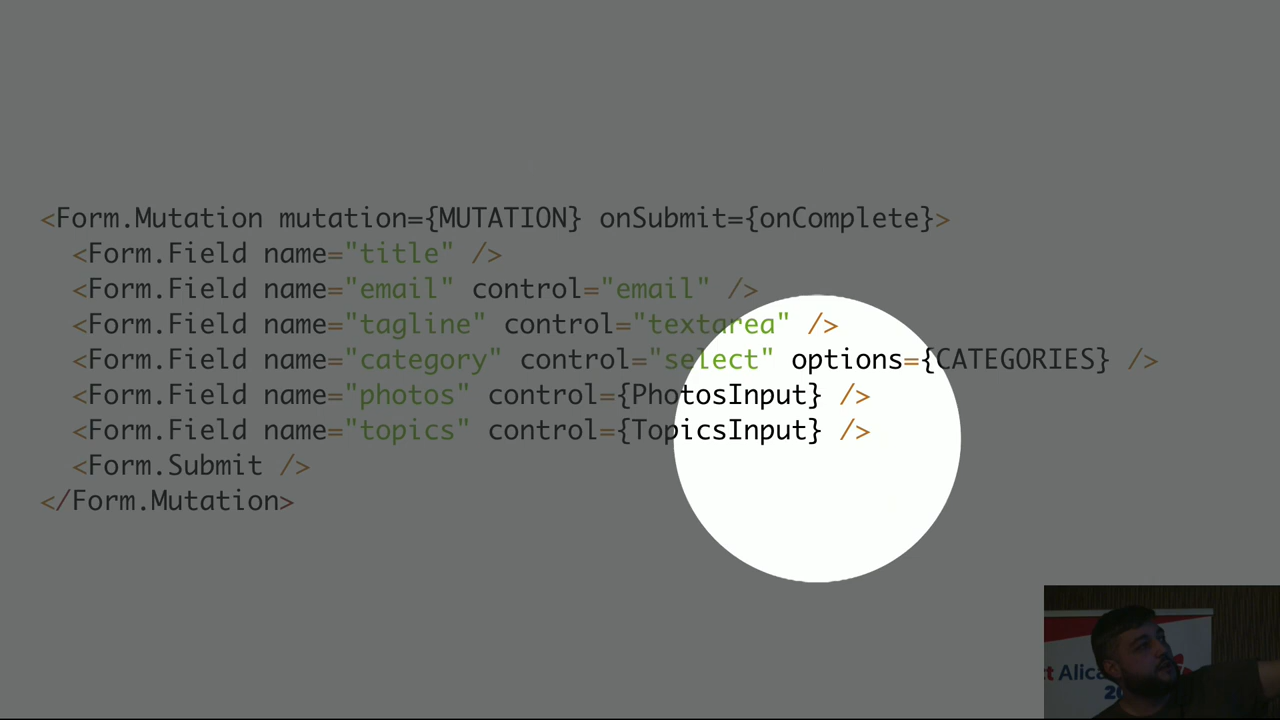 <Form.Mutation mutation={MUTATION} onSubmit={onComplete}>
<Form.Field name="title" />
<Form.Field name="email" control="email" />
<Form.Field name="tagline" control="textarea" />
<Form.Field name="category" control="select" options={CATEGORIES} />
<Form.Field name="photos" control={PhotosInput} />
<Form.Field name="topics" control={TopicsInput} />
<Form.Submit />
</Form.Mutation>